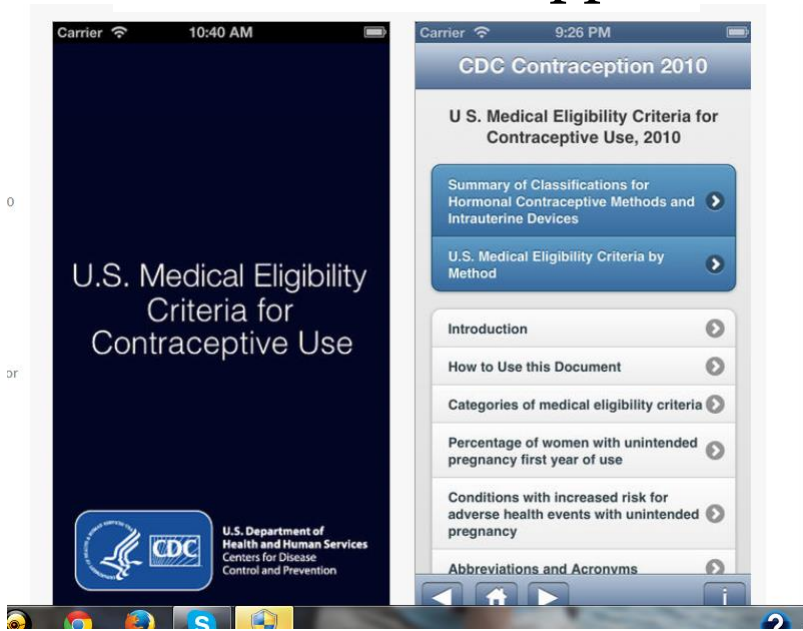 Carrier 10:40 AM
U.S. Medical Eligibility
Criteria for
Contraceptive Use
CDC
U.S. Department of
Health and Human Services
Centers for Disease
Control and Prevention
Carrier 9:26 PM
CDC Contraception 2010
U S. Medical Eligibility Criteria for
Contraceptive Use, 2010
Summary of Classifications for
Hormonal Contraceptive Methods and
Intrauterine Devices
U.S. Medical Eligibility Criteria by
Method
Introduction
How to Use this Document
Categories of medical eligibility criteria
Percentage of women with unintended
pregnancy first year of use
Conditions with increased risk for
adverse health events with unintended
pregnancy
Abbreviations and Acronyms